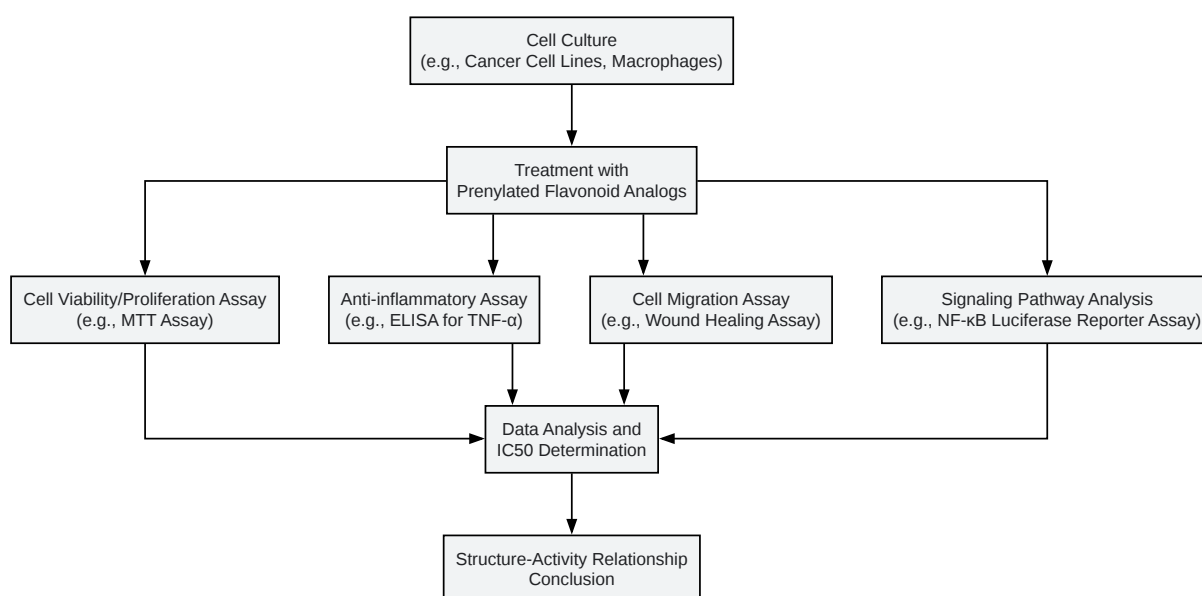 Cell Culture
(e.g., Cancer Cell Lines, Macrophages)
Treatment with
Prenylated Flavonoid Analogs
Cell Viability/Proliferation Assay
(e.g., MTT Assay)
Anti-inflammatory Assay
(e.g., ELISA for TNF-α)
Cell Migration Assay
(e.g., Wound Healing Assay)
Signaling Pathway Analysis
(e.g., NF-κB Luciferase Reporter Assay)
Data Analysis and
IC50 Determination
Structure-Activity Relationship
Conclusion